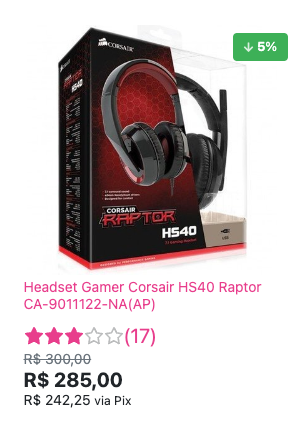 CORSAIR
HS40
5%
CORSAIR
RAPTOR
HS40
Headset Gamer Corsair HS40 Raptor
CA-9011122-NA(AP)
(17)
R$ 300,00
R$ 285,00
R$ 242,25 via Pix